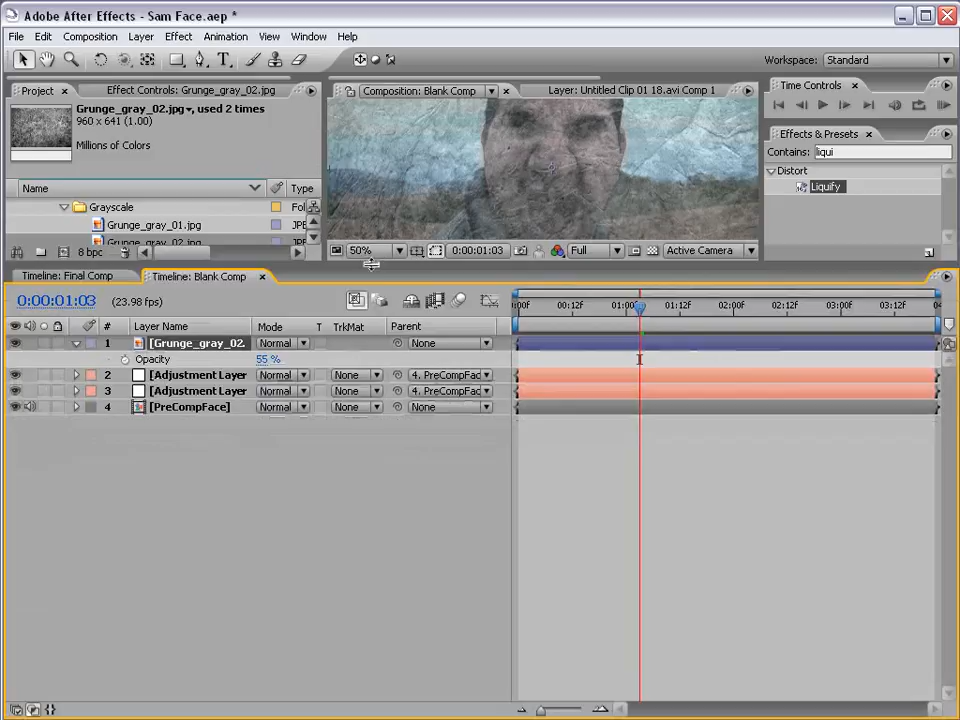 Adobe After Effects - Sam Face.aep *
File Edit Composition Layer Effect Animation View Window Help
Workspace: Standard
Project Effect Controls: Grunge_gray_02.jpg
Composition: Blank Comp Layer: Untitled Clip 01 18.avi Comp 1
Time Controls
Grunge_gray_02.jpg, used 2 times
960 x 641 (1.00)
Millions of Colors
Effects & Presets
Contains: liqui
Distort
Liquify
Name Type
Grayscale Fol
Grunge_gray_01.jpg JPE
Grunge_gray_02.jpg JPE
8 bpc
50% 0:00:01:03 Full Active Camera
Timeline: Final Comp Timeline: Blank Comp
0:00:01:03 (23.98 fps)
:00F 00:12F 01:00F 01:12F 02:00F 02:12F 03:00F 03:12F 04
# Layer Name Mode T TrkMat Parent
1 [Grunge_gray_02. Normal None
Opacity 55 %
2 [Adjustment Layer Normal None 4. PreCompFac
3 [Adjustment Layer Normal None 4. PreCompFac
4 [PreCompFace] Normal None None